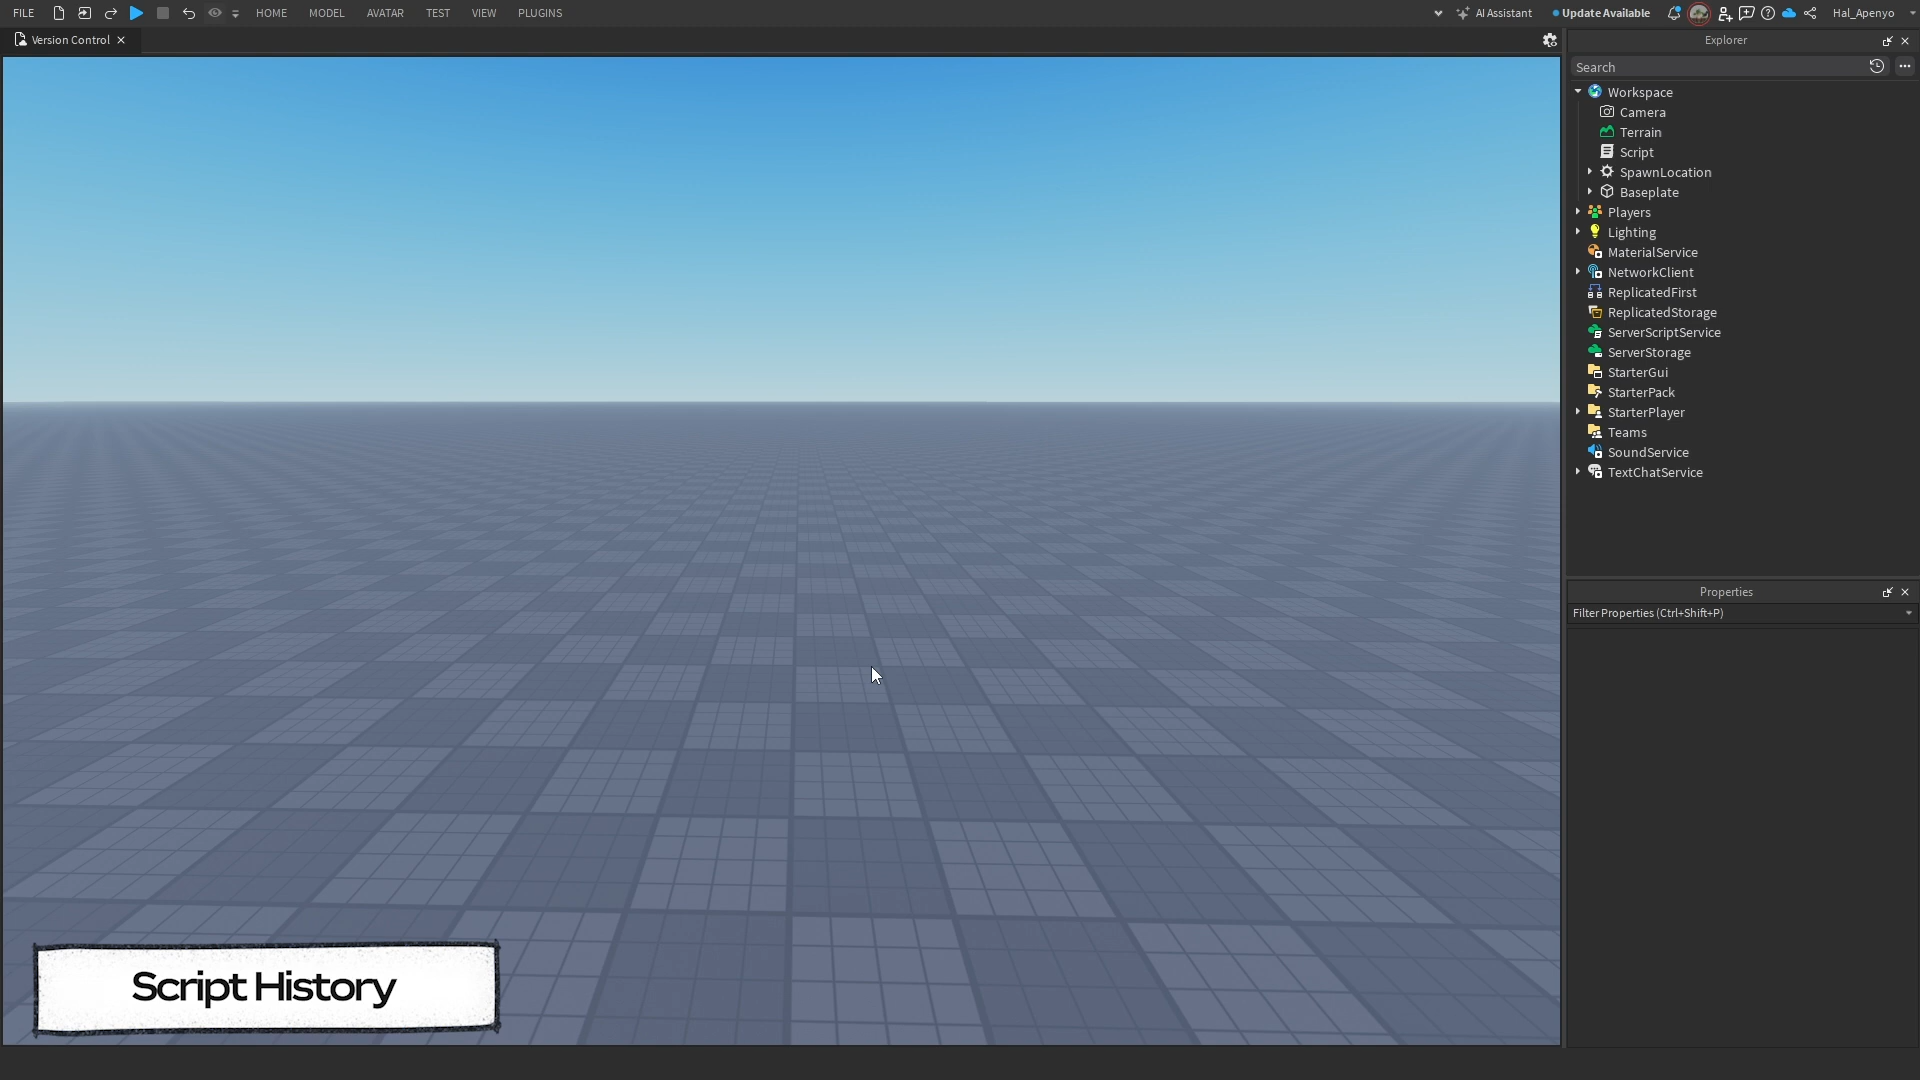 FILE
HOME
MODEL
AVATAR
TEST
VIEW
PLUGINS
AI Assistant
Update Available
Hal_Apenyo
Version Control
Explorer
Search
Workspace
Camera
Terrain
Script
SpawnLocation
Baseplate
Players
Lighting
MaterialService
NetworkClient
ReplicatedFirst
ReplicatedStorage
ServerScriptService
ServerStorage
StarterGui
StarterPack
StarterPlayer
Teams
SoundService
TextChatService
Properties
Filter Properties (Ctrl+Shift+P)
Script History